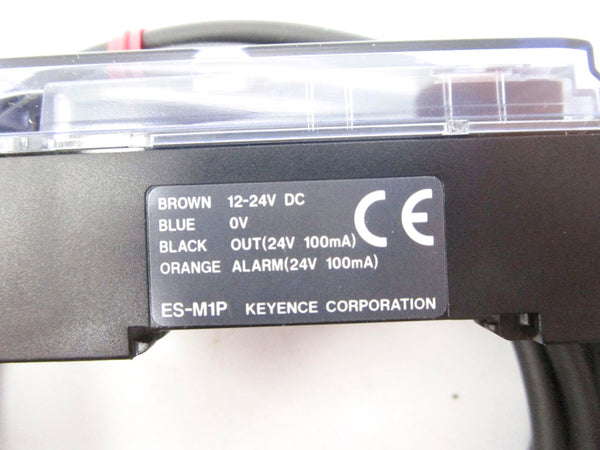 BROWN 12-24V DC
BLUE 0V
BLACK OUT(24V 100mA)
ORANGE ALARM(24V 100mA)
CE
ES-M1P KEYENCE CORPORATION